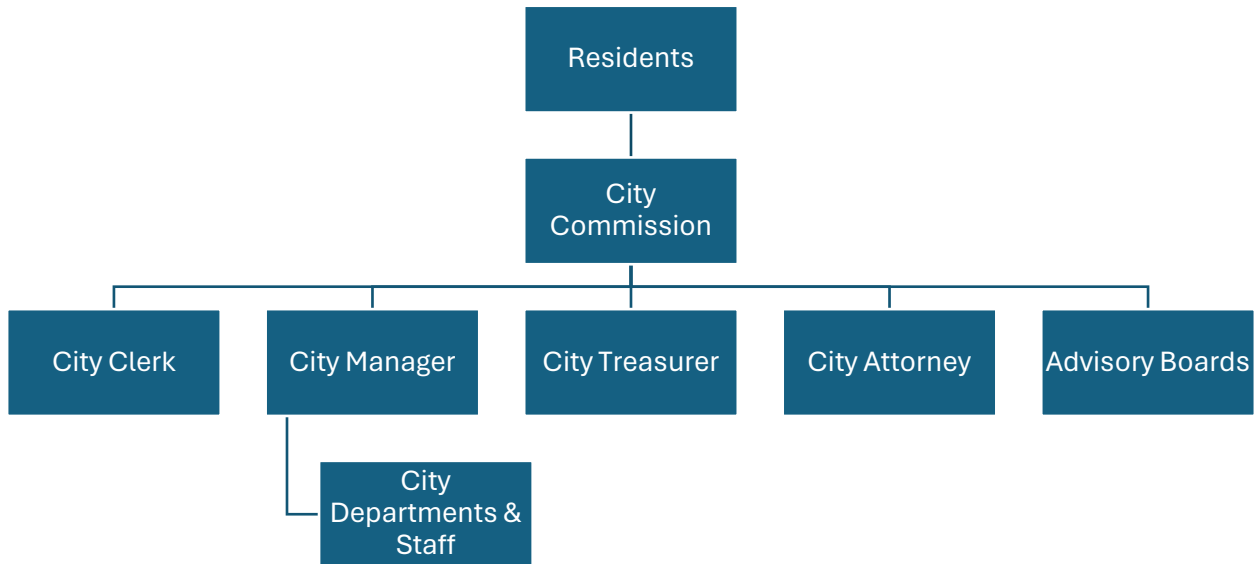 Residents
City
Commission
City Clerk
City Manager
City Treasurer
City Attorney
Advisory Boards
City
Departments &
Staff